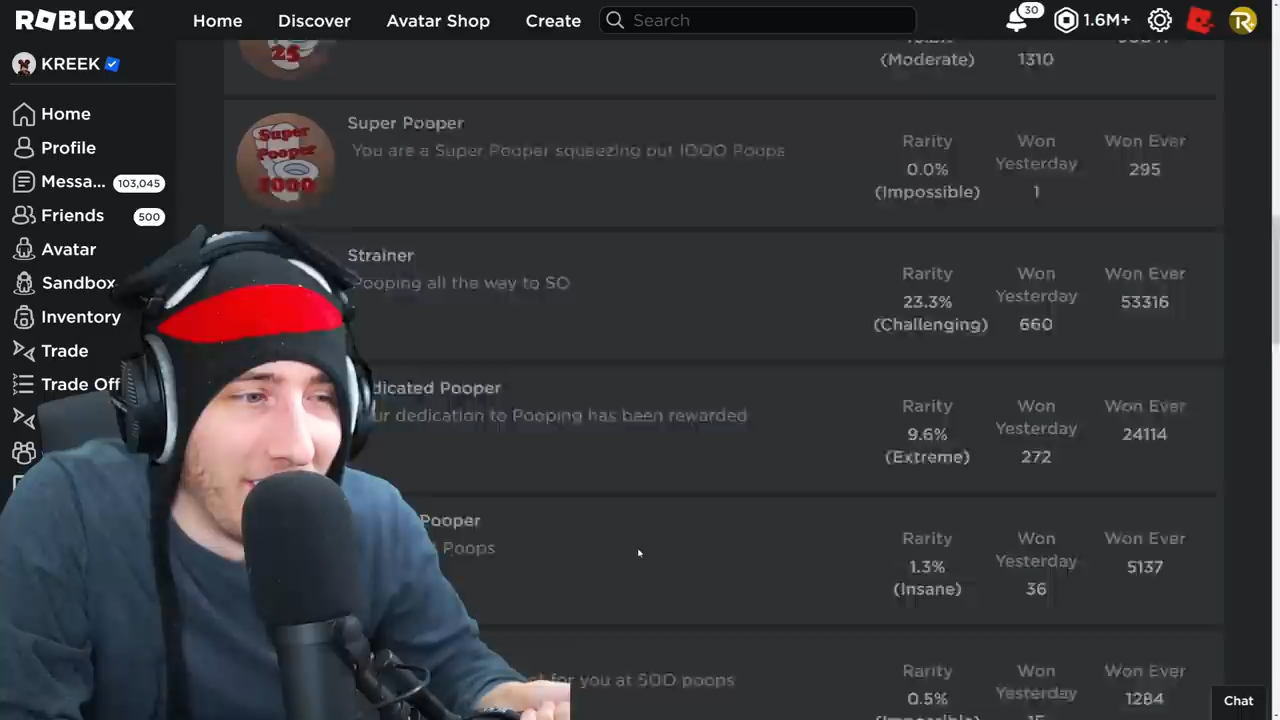 ROBLOX Home Discover Avatar Shop Create Search 30 1.6M+
KREEK
Home
Profile
Messa... 103,045
Friends 500
Avatar
Sandbox
Inventory
Trade
Trade Off
25
(Moderate) 1310
Super Pooper
You are a Super Pooper squeezing out 1000 Poops
Super
Pooper
1000
Rarity Won Yesterday Won Ever
0.0% (Impossible) 1 295
Strainer
Pooping all the way to 50
Rarity Won Yesterday Won Ever
23.3% (Challenging) 660 53316
dicated Pooper
ur dedication to Pooping has been rewarded
Rarity Won Yesterday Won Ever
9.6% (Extreme) 272 24114
Pooper
Poops
Rarity Won Yesterday Won Ever
1.3% (Insane) 36 5137
for you at 500 poops
Rarity Won Yesterday Won Ever
0.5% 1284
Chat